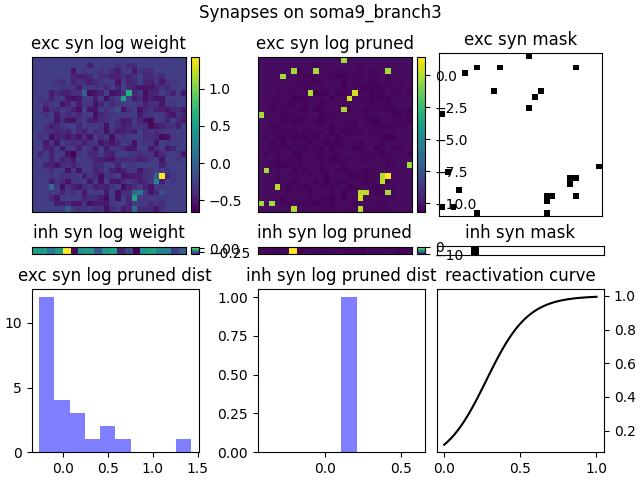 Synapses on soma9_branch3
exc syn log weight
exc syn log pruned
exc syn mask
1.0
0.5
0.0
−0.5
0.0
−2.5
−5.0
−7.5
−10.0
inh syn log weight
inh syn log pruned
inh syn mask
0.00
−0.25
0
−10
exc syn log pruned dist
inh syn log pruned dist
reactivation curve
10
5
0
0.0 0.5 1.0 1.5
1.00
0.75
0.50
0.25
0.00
0.0 0.5
1.0
0.8
0.6
0.4
0.2
0.0 0.5 1.0